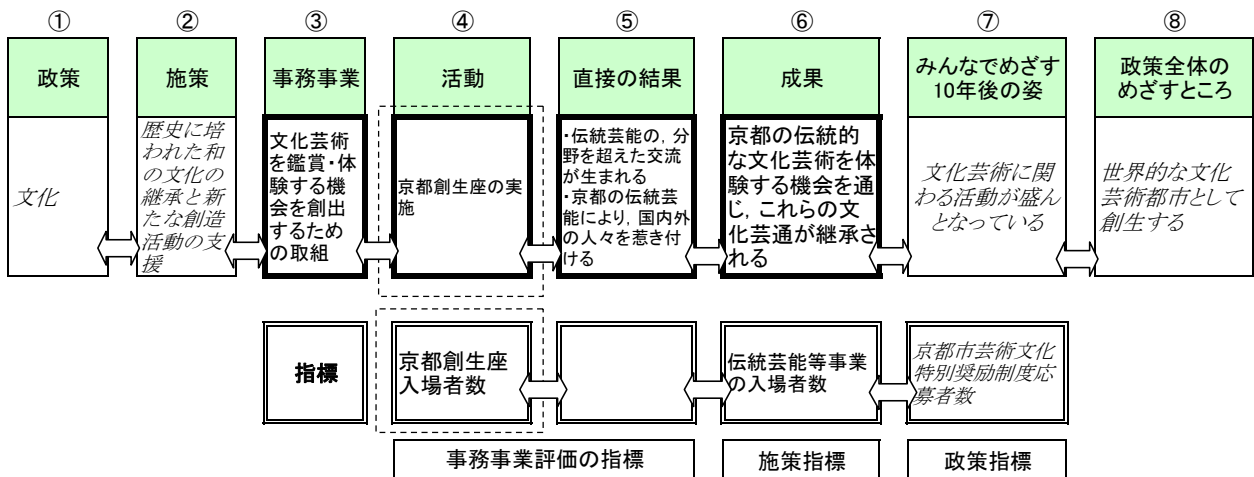 ①
②
③
④
⑤
⑥
⑦
⑧
政策
施策
事務事業
活動
直接の結果
成果
みんなでめざす
10年後の姿
政策全体の
めざすところ
文化
歴史に培
われた和
の文化の
継承と新
たな創造
活動の支
援
文化芸術
を鑑賞・体
験する機
会を創出
するため
の取組
京都創生座の実
施
・伝統芸能の，分
野を超えた交流
が生まれる
・京都の伝統芸
能により，国内外
の人々を惹き付
ける
京都の伝統的
な文化芸術を体
験する機会を通
じ，これらの文
化芸通が継承さ
れる
文化芸術に関
わる活動が盛ん
となっている
世界的な文化
芸術都市として
創生する
指標
京都創生座
入場者数
伝統芸能等事業
の入場者数
京都市芸術文化
特別奨励制度応
募者数
事務事業評価の指標
施策指標
政策指標